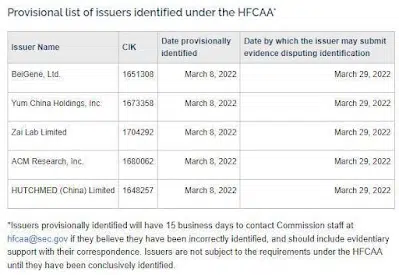 Provisional list of issuers identified under the HFCAA*
Issuer Name CIK Date provisionally identified Date by which the issuer may submit evidence disputing identification
BeiGene, Ltd. 1651308 March 8, 2022 March 29, 2022
Yum China Holdings, Inc 1673358 March 8, 2022 March 29, 2022
Zai Lab Limited 1704292 March 8, 2022 March 29, 2022
ACM Research, Inc. 1680062 March 8, 2022 March 29, 2022
HUTCHMED (China) Limited 1648257 March 8, 2022 March 29, 2022
*Issuers provisionally identified will have 15 business days to contact Commission staff at
hfcaa@sec.gov if they believe they have been incorrectly identified, and should include evidentiary
support with their correspondence. Issuers are not subject to the requirements under the HFCAA
until they have been conclusively identified.